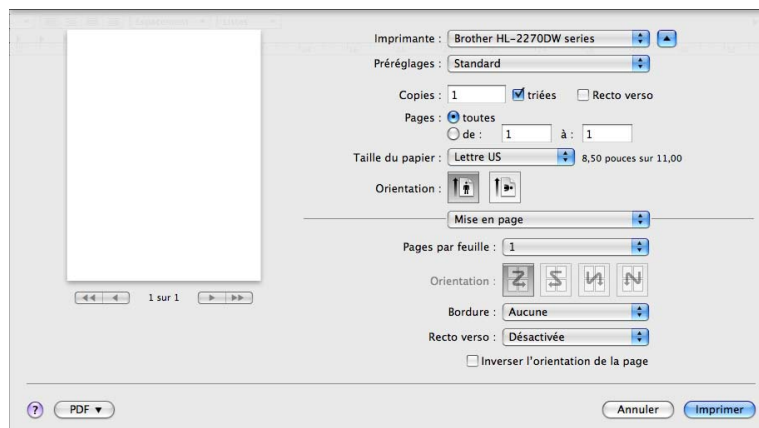 Imprimante : Brother HL-2270DW series
Préréglages : Standard
Copies : 1 triées Recto verso
Pages : toutes
de : 1 à : 1
Taille du papier : Lettre US 8,50 pouces sur 11,00
Orientation :
Mise en page
Pages par feuille : 1
Orientation :
Bordure : Aucune
Recto verso : Désactivée
Inverser l'orientation de la page
1 sur 1
? PDF Annuler Imprimer